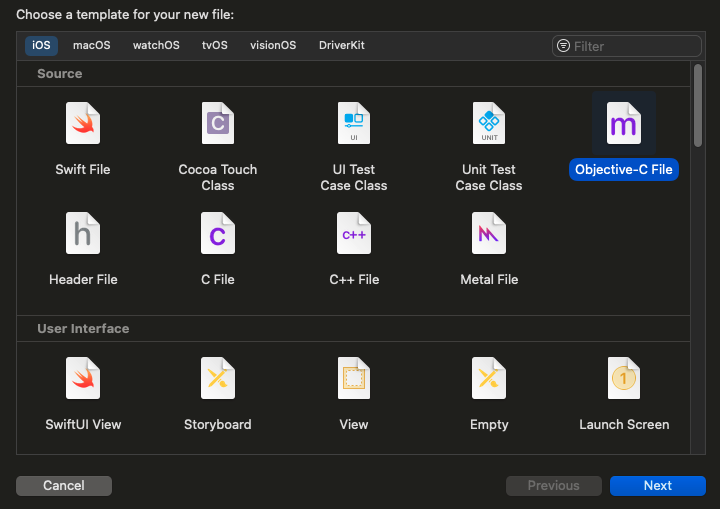 Choose a template for your new file:
iOS macOS watchOS tvOS visionOS DriverKit Filter
Source
C UI UNIT m
Swift File Cocoa Touch Class UI Test Case Class Unit Test Case Class Objective-C File
h C C++
Header File C File C++ File Metal File
User Interface
1
SwiftUI View Storyboard View Empty Launch Screen
Cancel Previous Next